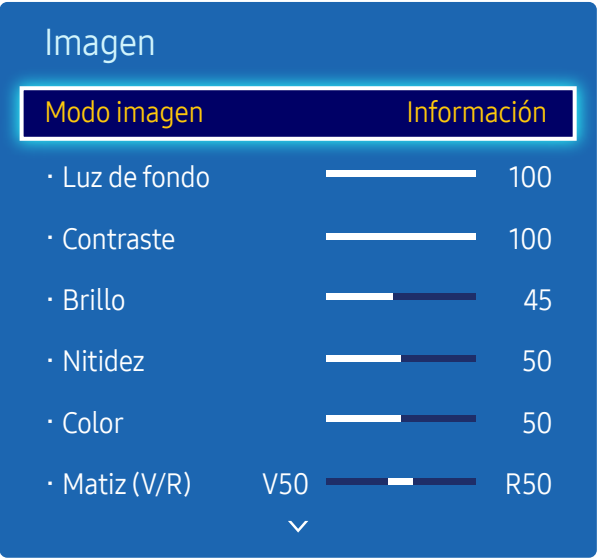 Imagen
Modo imagen Información
· Luz de fondo 100
· Contraste 100
· Brillo 45
· Nitidez 50
· Color 50
· Matiz (V/R) V50 R50